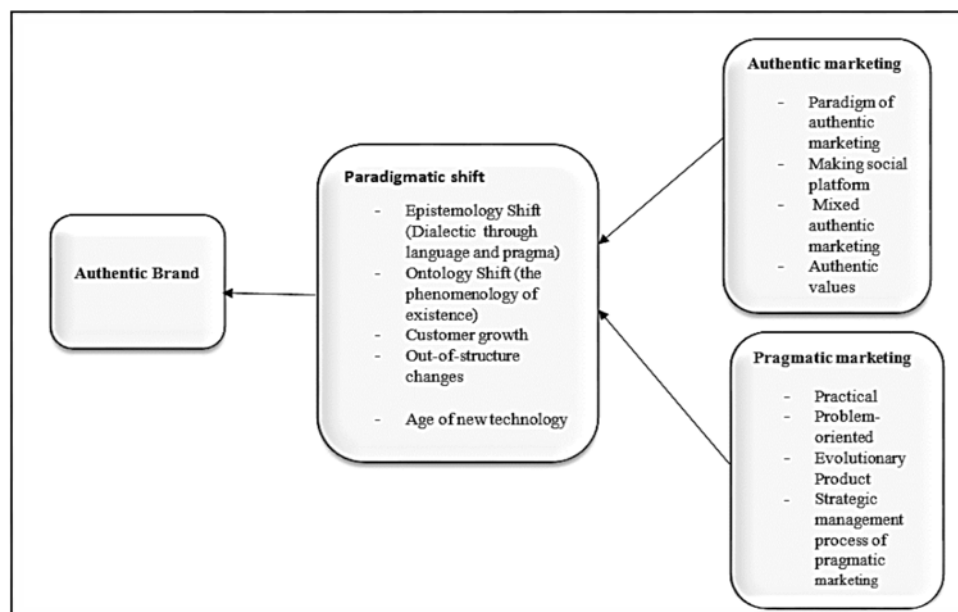 Authentic Brand
Paradigmatic shift
- Epistemology Shift
(Dialectic through
language and pragma)
- Ontology Shift (the
phenomenology of
existence)
- Customer growth
- Out-of-structure
changes
- Age of new technology
Authentic marketing
- Paradigm of
authentic
marketing
- Making social
platform
- Mixed
authentic
marketing
- Authentic
values
Pragmatic marketing
- Practical
- Problem-
oriented
- Evolutionary
Product
- Strategic
management
process of
pragmatic
marketing